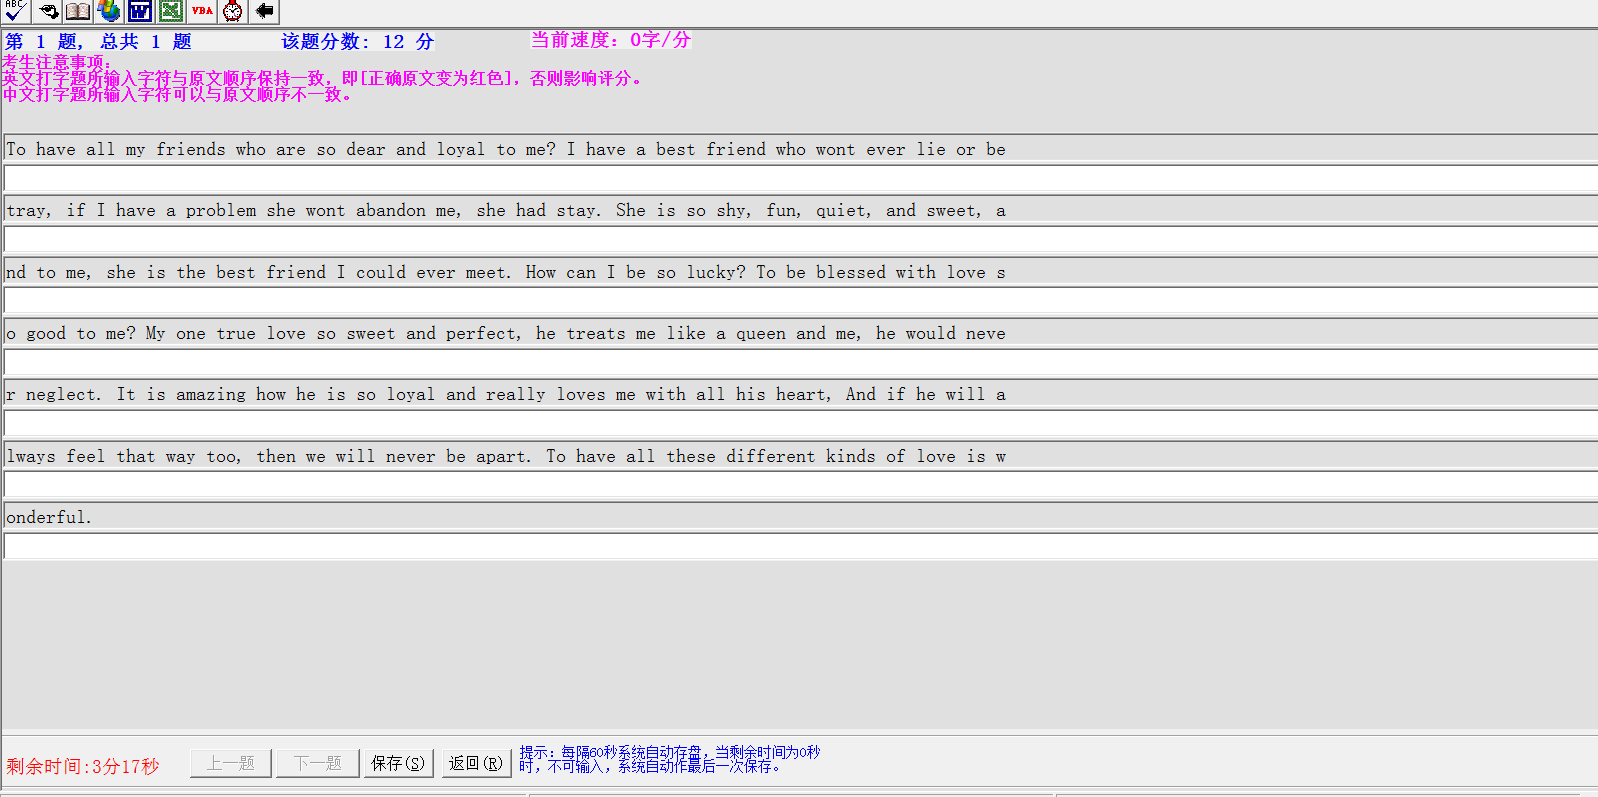 ABC
VBA
第 1 题, 总共 1 题 该题分数: 12 分 当前速度: 0字/分
考生注意事项:
英文打字题所输入字符与原文顺序保持一致, 即[正确原文变为红色], 否则影响评分。
中文打字题所输入字符可以与原文顺序不一致。
To have all my friends who are so dear and loyal to me? I have a best friend who wont ever lie or be
tray, if I have a problem she wont abandon me, she had stay. She is so shy, fun, quiet, and sweet, a
nd to me, she is the best friend I could ever meet. How can I be so lucky? To be blessed with love s
o good to me? My one true love so sweet and perfect, he treats me like a queen and me, he would neve
r neglect. It is amazing how he is so loyal and really loves me with all his heart, And if he will a
lways feel that way too, then we will never be apart. To have all these different kinds of love is w
onderful.
剩余时间:3分17秒 上一题 下一题 保存(S) 返回(R)
提示: 每隔60秒系统自动存盘, 当剩余时间为0秒
时, 不可输入, 系统自动作最后一次保存。